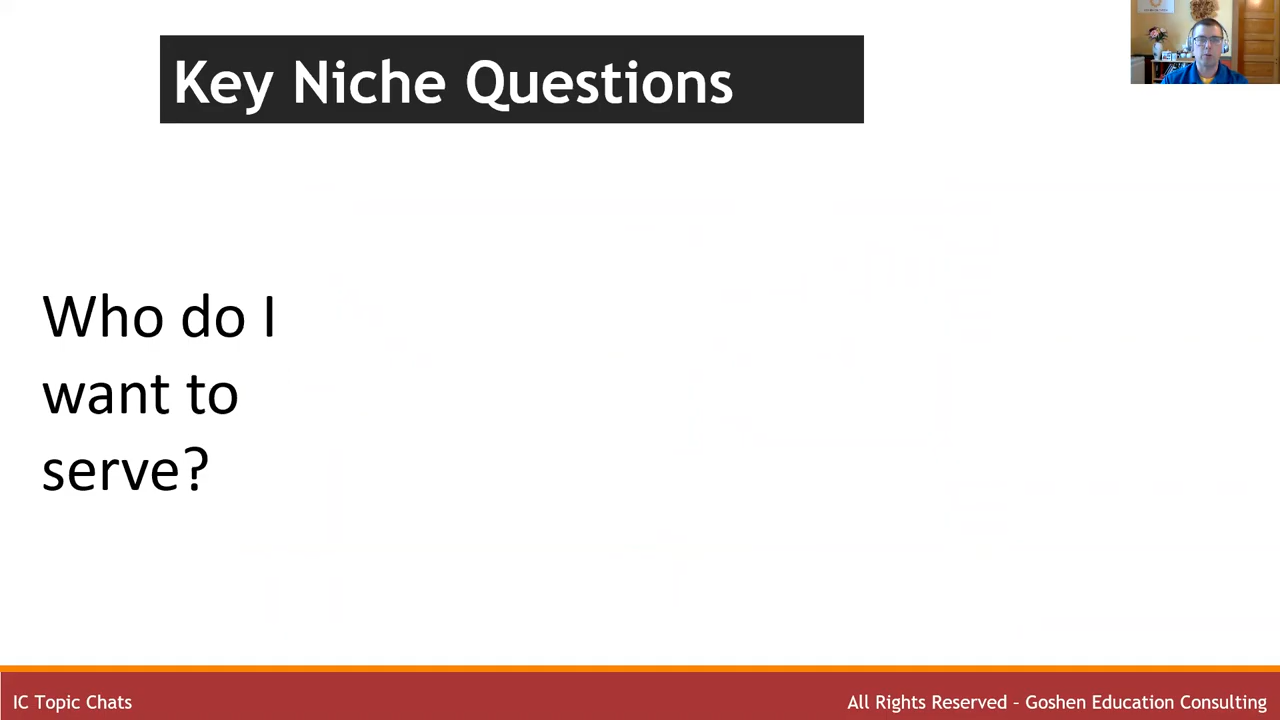 Key Niche Questions
Who do I
want to
serve?
IC Topic Chats
All Rights Reserved – Goshen Education Consulting